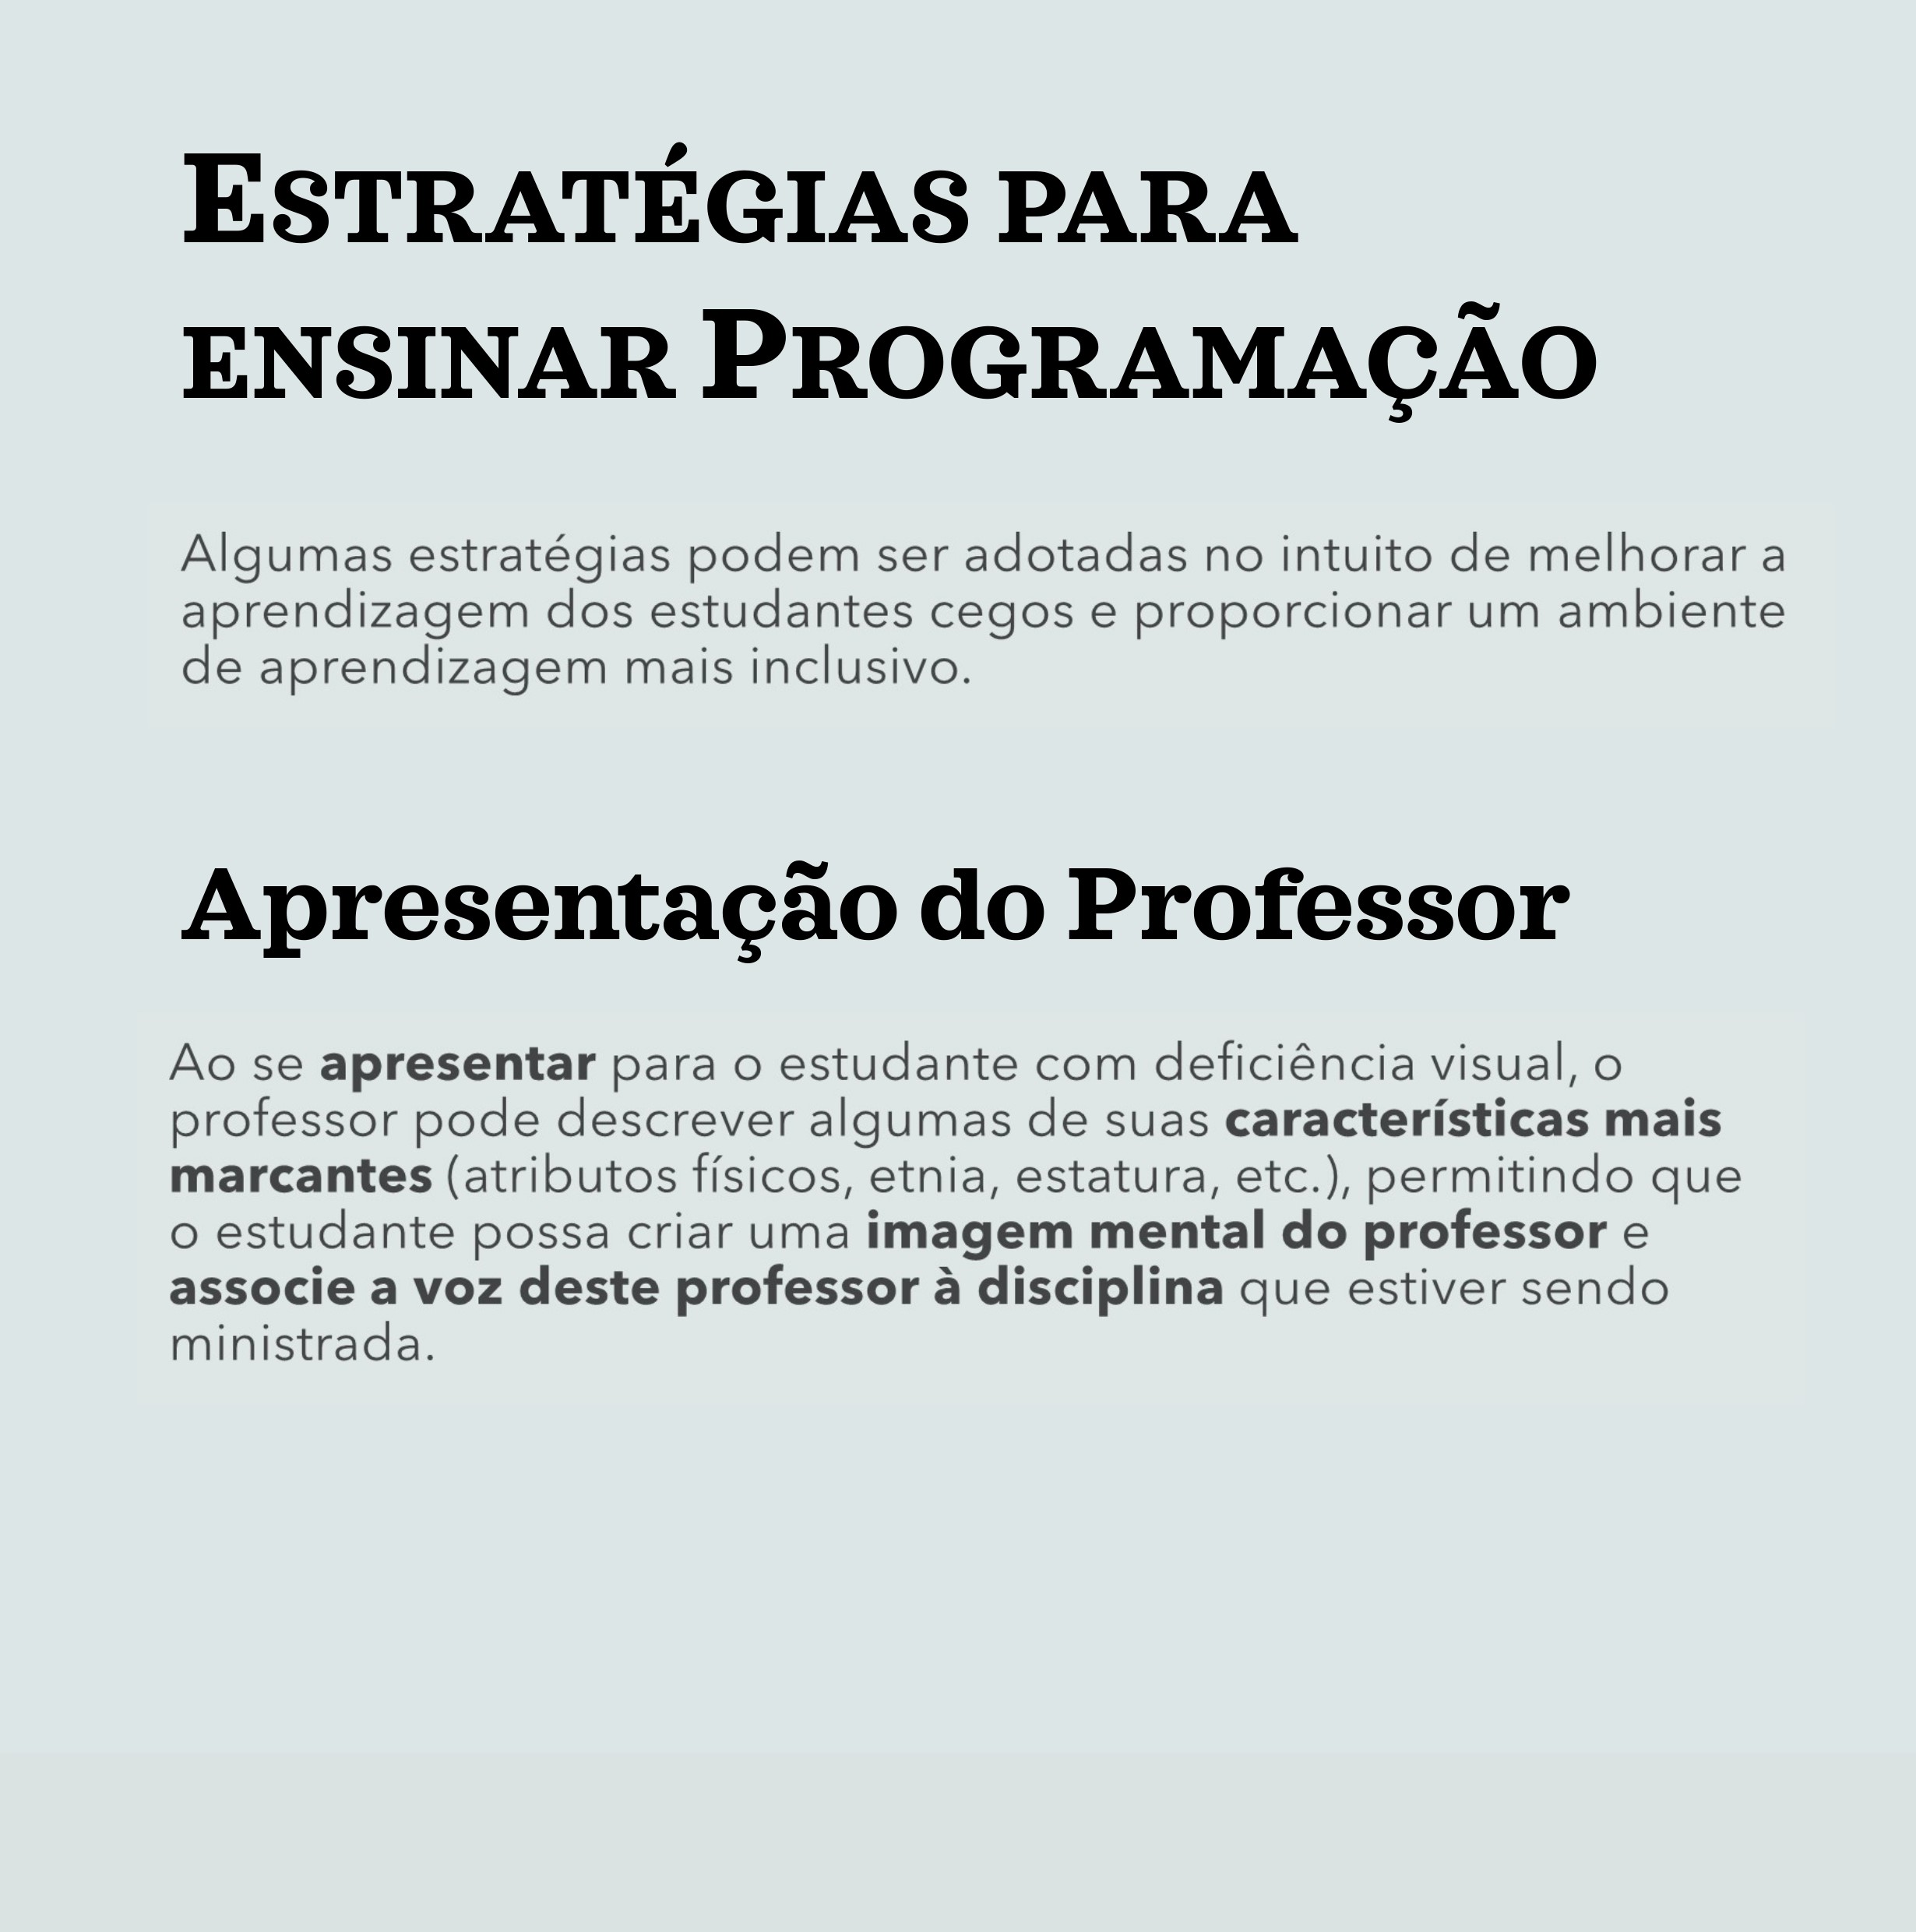 Estratégias para
ensinar Programação
Algumas estratégias podem ser adotadas no intuito de melhorar a
aprendizagem dos estudantes cegos e proporcionar um ambiente
de aprendizagem mais inclusivo.
Apresentação do Professor
Ao se apresentar para o estudante com deficiência visual, o
professor pode descrever algumas de suas características mais
marcantes (atributos físicos, etnia, estatura, etc.), permitindo que
o estudante possa criar uma imagem mental do professor e
associe a voz deste professor à disciplina que estiver sendo
ministrada.